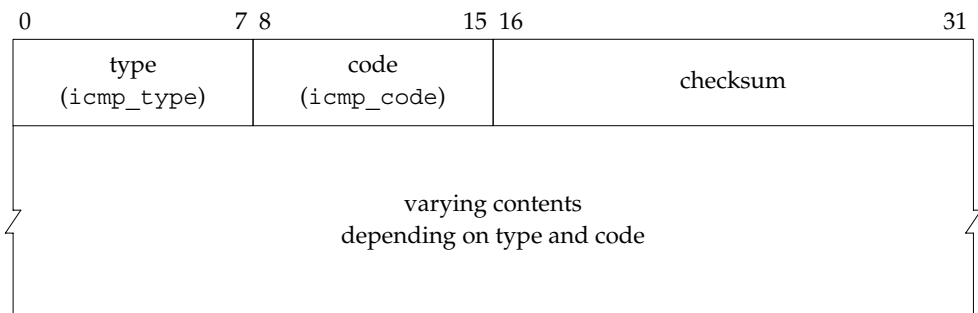 0 7 8 15 16 31
type code checksum
(icmp_type) (icmp_code)
varying contents
depending on type and code